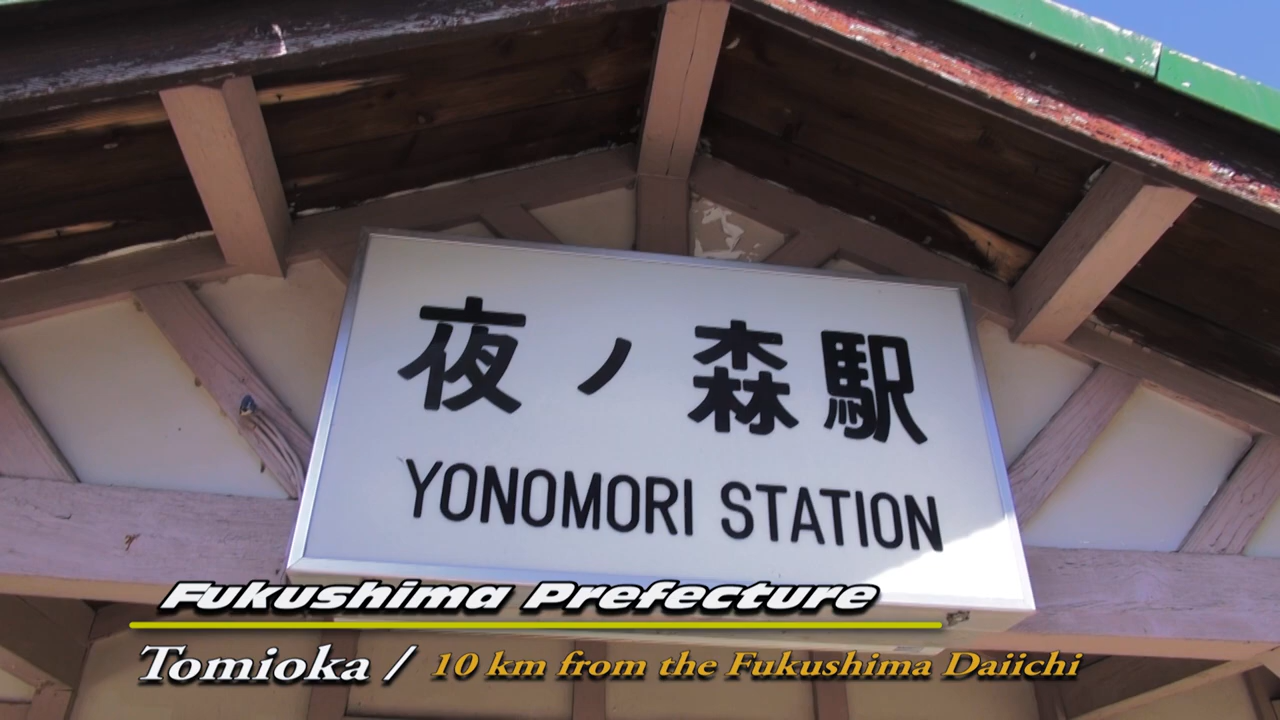 夜ノ森駅
YONOMORI STATION
Fukushima Prefecture
Tomioka / 10 km from the Fukushima Daiichi